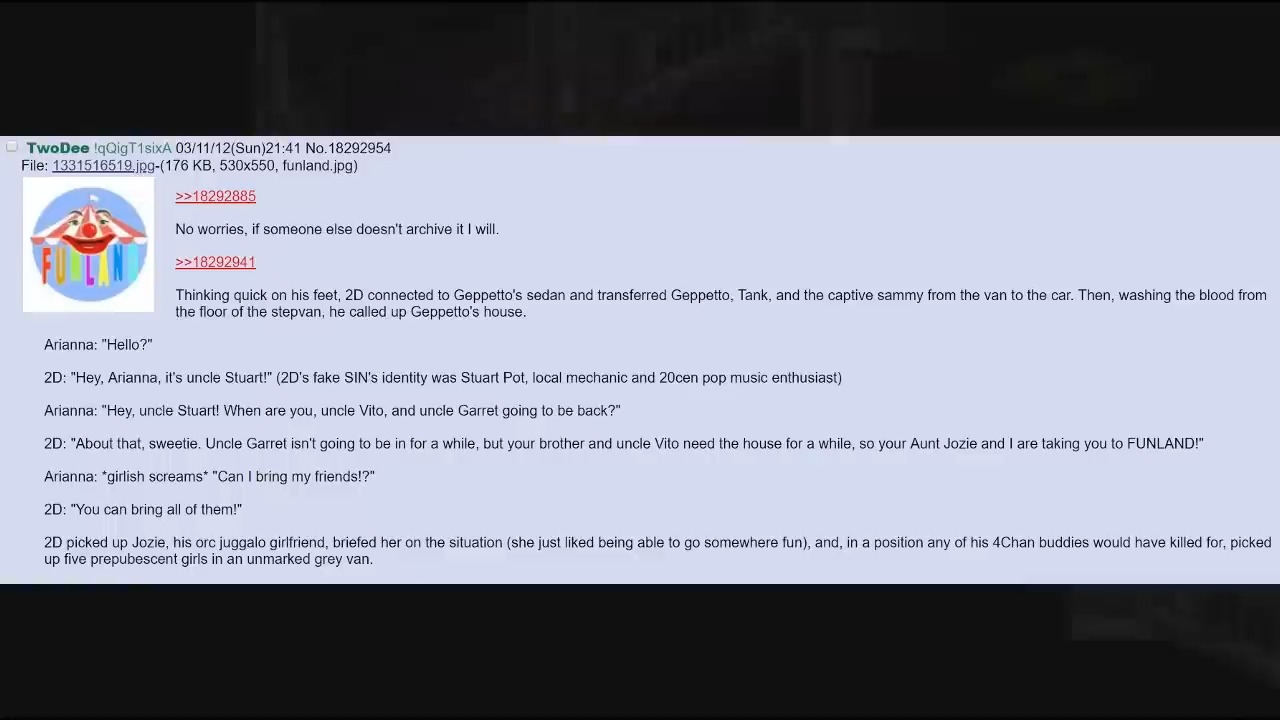 TwoDee !qQigT1sixA 03/11/12(Sun)21:41 No.18292954
File: 1331516519.jpg-(176 KB, 530x550, funland.jpg)
FUNLAND
>>18292885
No worries, if someone else doesn't archive it I will.
>>18292941
Thinking quick on his feet, 2D connected to Geppetto's sedan and transferred Geppetto, Tank, and the captive sammy from the van to the car. Then, washing the blood from
the floor of the stepvan, he called up Geppetto's house.
Arianna: "Hello?"
2D: "Hey, Arianna, it's uncle Stuart!" (2D's fake SIN's identity was Stuart Pot, local mechanic and 20cen pop music enthusiast)
Arianna: "Hey, uncle Stuart! When are you, uncle Vito, and uncle Garret going to be back?"
2D: "About that, sweetie. Uncle Garret isn't going to be in for a while, but your brother and uncle Vito need the house for a while, so your Aunt Jozie and I are taking you to FUNLAND!"
Arianna: *girlish screams* "Can I bring my friends!?"
2D: "You can bring all of them!"
2D picked up Jozie, his orc juggalo girlfriend, briefed her on the situation (she just liked being able to go somewhere fun), and, in a position any of his 4Chan buddies would have killed for, picked
up five prepubescent girls in an unmarked grey van.